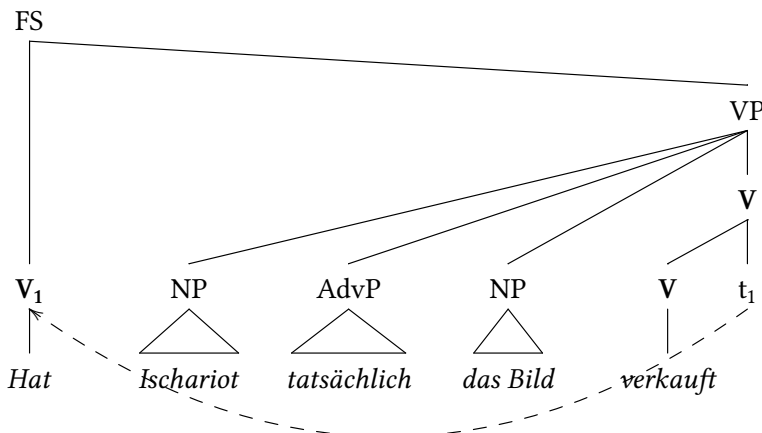 FS
VP
V
V₁ NP AdvP NP V t₁
Hat Ischariot tatsächlich das Bild verkauft